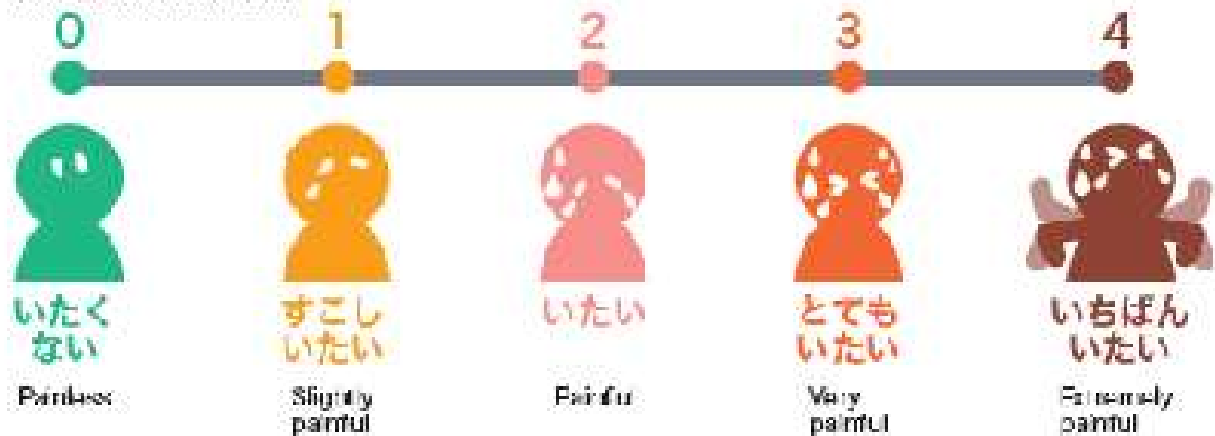 0 1 2 3 4
いたく すこし いたい とても いちばん
ない いたい いたい いたい
Painless Slightly Painful Very Extremely
painful painful painful